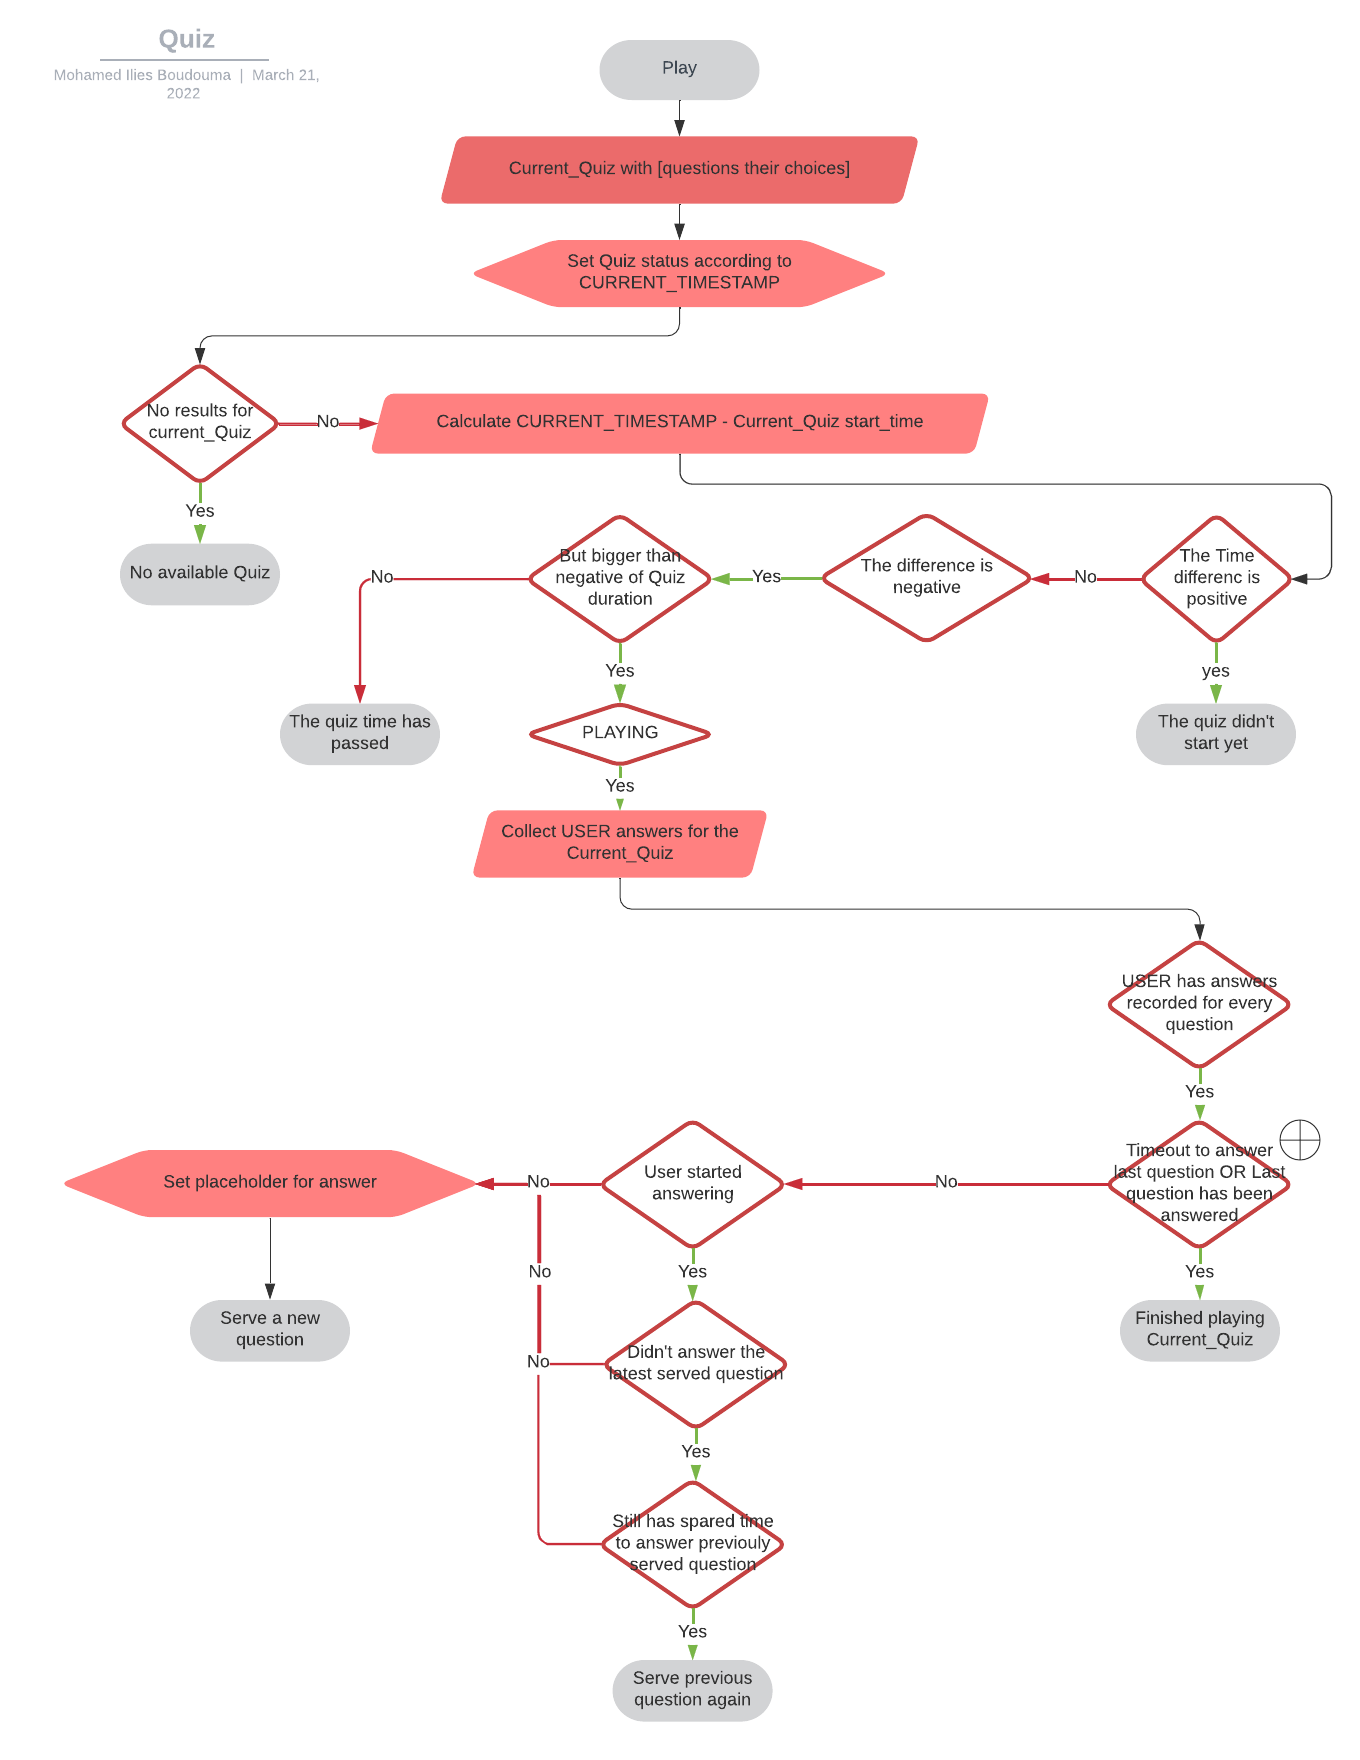 Quiz
Mohamed Ilies Boudouma | March 21,
2022
Play
Current_Quiz with [questions their choices]
Set Quiz status according to
CURRENT_TIMESTAMP
No results for
current_Quiz
No
Calculate CURRENT_TIMESTAMP - Current_Quiz start_time
Yes
No available Quiz
But bigger than
negative of Quiz
duration
No
Yes
The difference is
negative
No
The Time
differenc is
positive
Yes
yes
The quiz time has
passed
PLAYING
The quiz didn't
start yet
Yes
Collect USER answers for the
Current_Quiz
USER has answers
recorded for every
question
Yes
Set placeholder for answer
No
User started
answering
No
Timeout to answer
last question OR Last
question has been
answered
No
Yes
Yes
Serve a new
question
Finished playing
Current_Quiz
No
Didn't answer the
latest served question
Yes
Still has spared time
to answer previouly
served question
Yes
Serve previous
question again